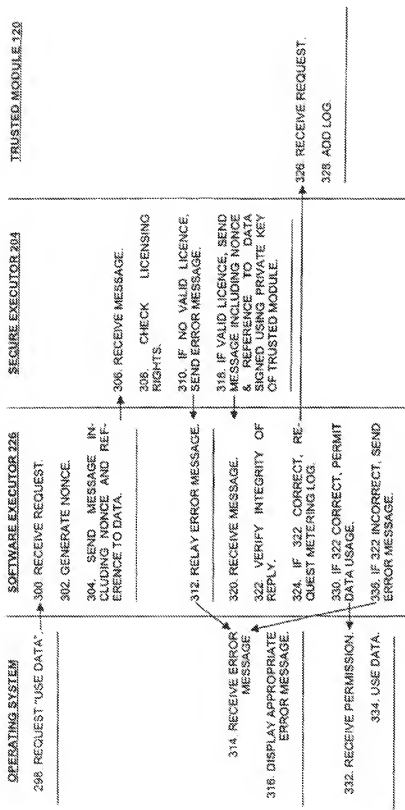 OPERATING SYSTEM
298. REQUEST "USE DATA".
314. RECEIVE ERROR
MESSAGE
316. DISPLAY APPROPRIATE
ERROR MESSAGE.
332. RECEIVE PERMISSION.
334. USE DATA.
SOFTWARE EXECUTOR 226
300. RECEIVE REQUEST.
302. GENERATE NONCE.
304. SEND MESSAGE IN-
CLUDING NONCE AND REF-
ERENCE TO DATA.
312. RELAY ERROR MESSAGE.
320. RECEIVE MESSAGE.
322. VERIFY INTEGRITY OF
REPLY.
324. IF 322 CORRECT, RE-
QUEST METERING LOG.
330. IF 322 CORRECT, PERMIT
DATA USAGE.
336. IF 322 INCORRECT, SEND
ERROR MESSAGE.
SECURE EXECUTOR 204
306. RECEIVE MESSAGE.
308. CHECK LICENSING
RIGHTS.
310. IF NO VALID LICENCE,
SEND ERROR MESSAGE.
318. IF VALID LICENCE, SEND
MESSAGE INCLUDING NONCE
& REFERENCE TO DATA
SIGNED USING PRIVATE KEY
OF TRUSTED MODULE.
TRUSTED MODULE 120
326. RECEIVE REQUEST.
328. ADD LOG.